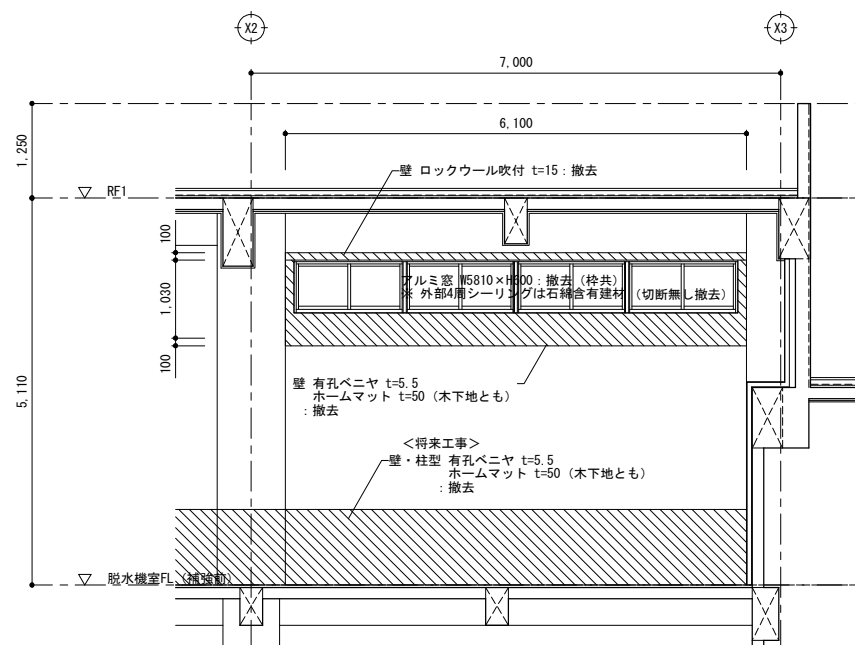 X2
X3
7,000
6,100
1,250
壁 ロックウール吹付 t=15：撤去
RF1
100
アルミ窓 W5810×H600：撤去（枠共）
※ 外部4周シーリングは石綿含有建材 （切断無し撤去）
1,030
100
5,110
壁 有孔ベニヤ t=5.5
ホームマット t=50（木下地とも）
：撤去
＜将来工事＞
壁・柱型 有孔ベニヤ t=5.5
ホームマット t=50（木下地とも）
：撤去
脱水機室FL（補強前）